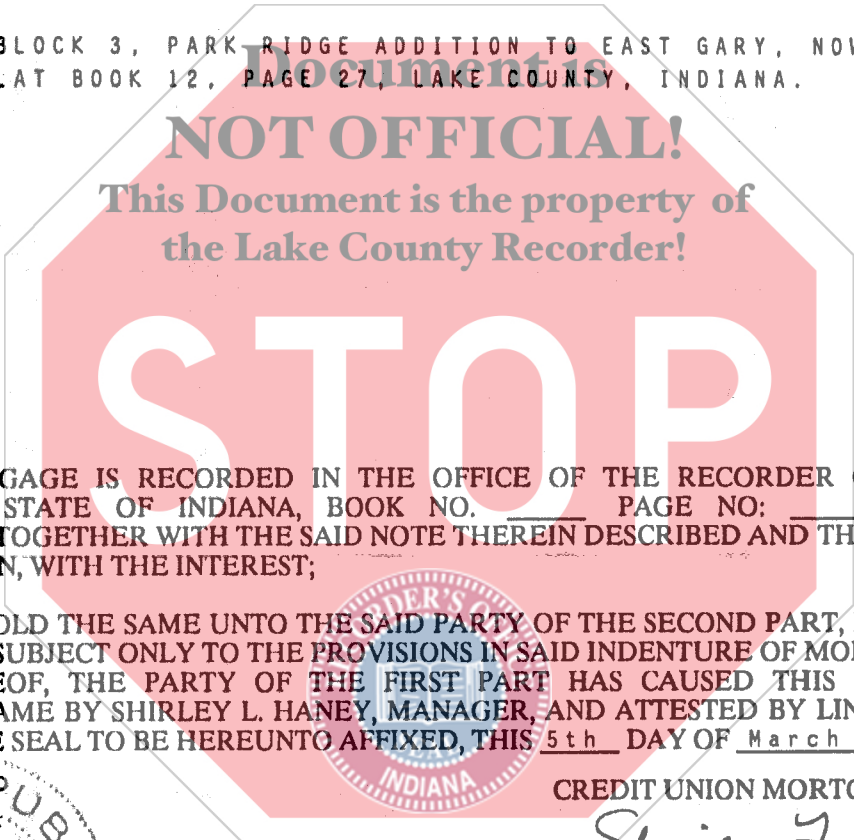 BLOCK 3, PARK RIDGE ADDITION TO EAST GARY, NOW
LAT BOOK 12, PAGE 27, LAKE COUNTY, INDIANA.
Document is
NOT OFFICIAL!
This Document is the property of
the Lake County Recorder!
STOP
GAGE IS RECORDED IN THE OFFICE OF THE RECORDER
STATE OF INDIANA, BOOK NO. ____ PAGE NO: ____
TOGETHER WITH THE SAID NOTE THEREIN DESCRIBED AND TH
N, WITH THE INTEREST;
OLD THE SAME UNTO THE SAID PARTY OF THE SECOND PART,
SUBJECT ONLY TO THE PROVISIONS IN SAID INDENTURE OF MO
EOF, THE PARTY OF THE FIRST PART HAS CAUSED THIS
AME BY SHIRLEY L. HANEY, MANAGER, AND ATTESTED BY LIN
E SEAL TO BE HEREUNTO AFFIXED, THIS 5th DAY OF March
INDIANA
CREDIT UNION MORTG
PUB